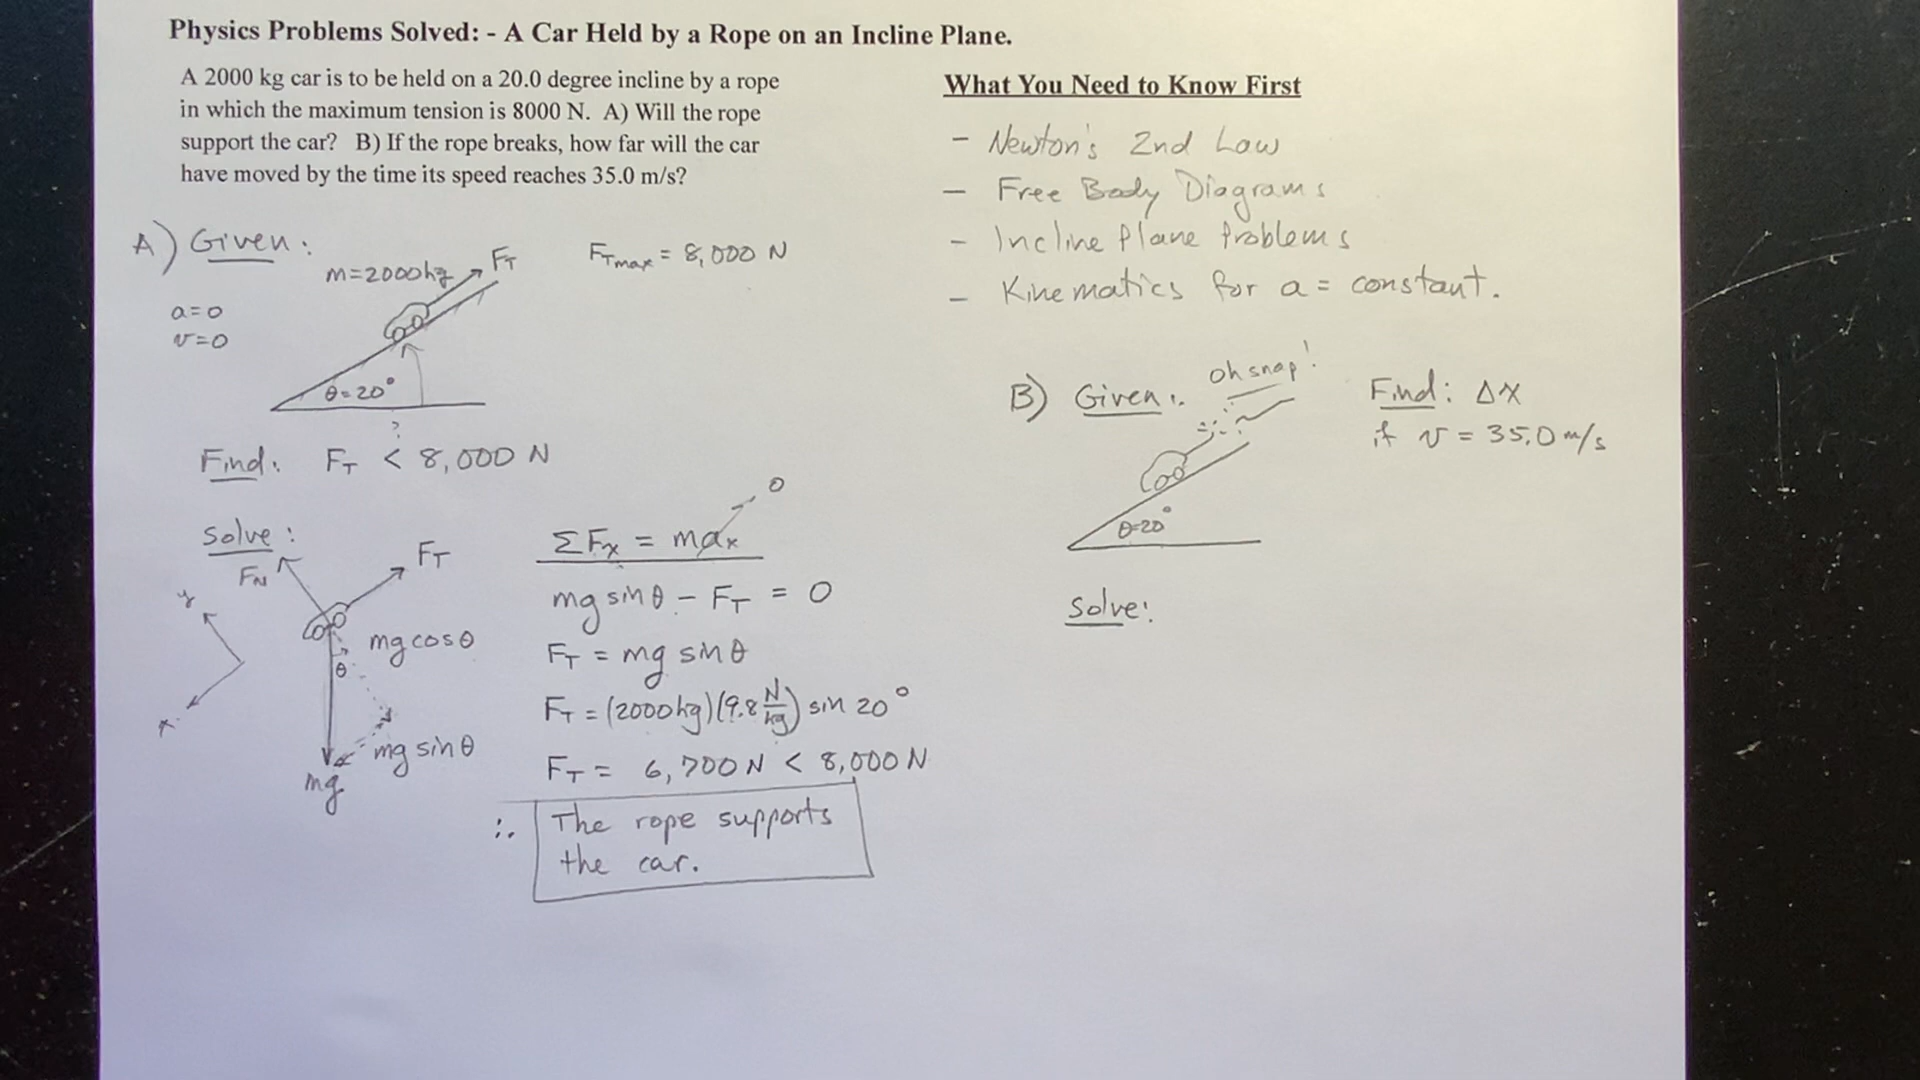 Physics Problems Solved: - A Car Held by a Rope on an Incline Plane.
A 2000 kg car is to be held on a 20.0 degree incline by a rope
in which the maximum tension is 8000 N. A) Will the rope
support the car? B) If the rope breaks, how far will the car
have moved by the time its speed reaches 35.0 m/s?
What You Need to Know First
- Newton's 2nd Law
- Free Body Diagrams
- Incline Plane Problems
- Kinematics for a = constant.
A) Given:
m=2000kg
FT
FTmax = 8,000 N
a=0
v=0
θ=20°
?
Find: FT < 8,000 N
Solve:
FN
FT
y
x
mg cosθ
θ
mg sinθ
mg
ΣFx = max
0
mg sinθ - FT = 0
FT = mg sinθ
FT = (2000kg)(9.8 N/kg) sin 20°
FT = 6,700N < 8,000N
∴ The rope supports
the car.
B) Given:
oh snap!
θ=20°
Find: Δx
if v = 35.0 m/s
Solve: